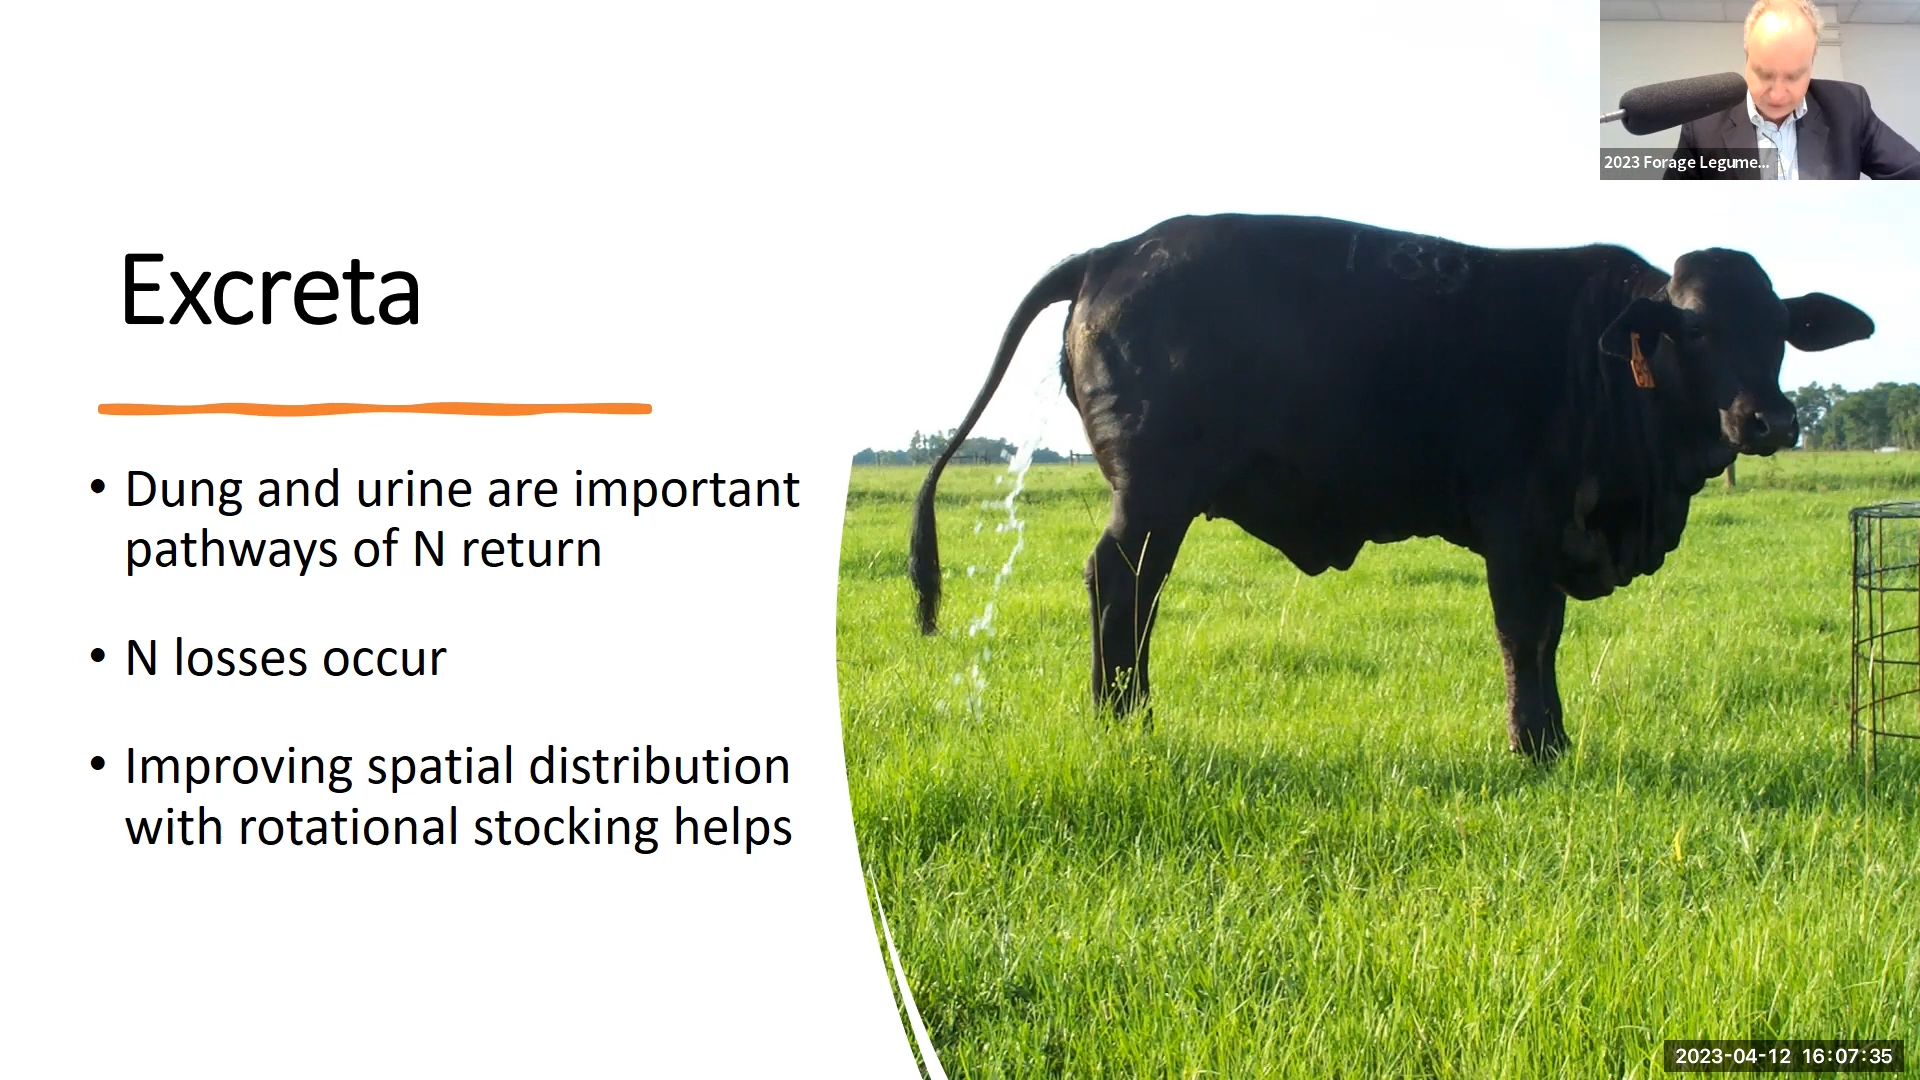 2023 Forage Legume...
Excreta
• Dung and urine are important
pathways of N return
• N losses occur
• Improving spatial distribution
with rotational stocking helps
2023-04-12 16:07:35